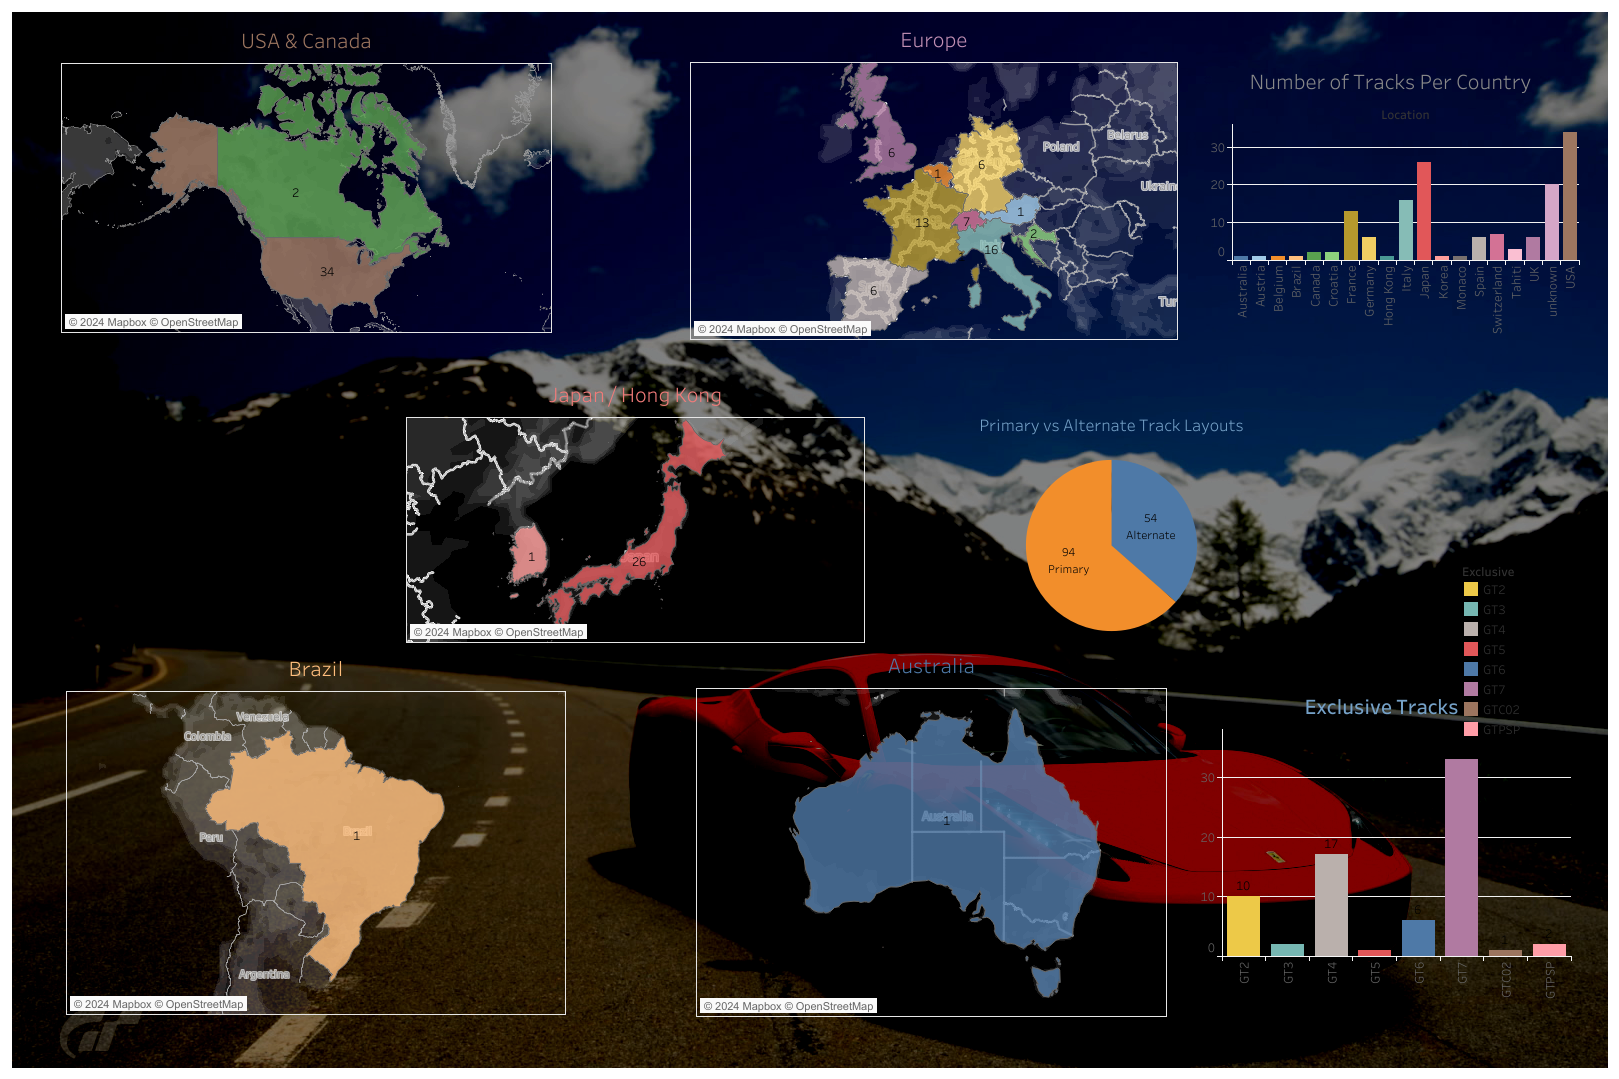 USA & Canada
2
34
© 2024 Mapbox © OpenStreetMap
Europe
Belarus
Poland
Ukrain
Tur
6
6
1
13
7
1
2
16
6
© 2024 Mapbox © OpenStreetMap
Number of Tracks Per Country
Location
30
20
10
0
Australia
Austria
Belgium
Brazil
Canada
Croatia
France
Germany
Hong Kong
Italy
Japan
Korea
Monaco
Spain
Switzerland
Tahiti
UK
unknown
USA
Japan / Hong Kong
1
Japan
26
© 2024 Mapbox © OpenStreetMap
Primary vs Alternate Track Layouts
54
Alternate
94
Primary
Exclusive
GT2
GT3
GT4
GT5
GT6
GT7
GTC02
GTPSP
Brazil
Venezuela
Colombia
Peru
Brazil
1
Argentina
© 2024 Mapbox © OpenStreetMap
Australia
Australia
1
© 2024 Mapbox © OpenStreetMap
Exclusive Tracks
30
20
10
0
10
17
GT2
GT3
GT4
GT5
GT6
GT7
GTC02
GTPSP
GT